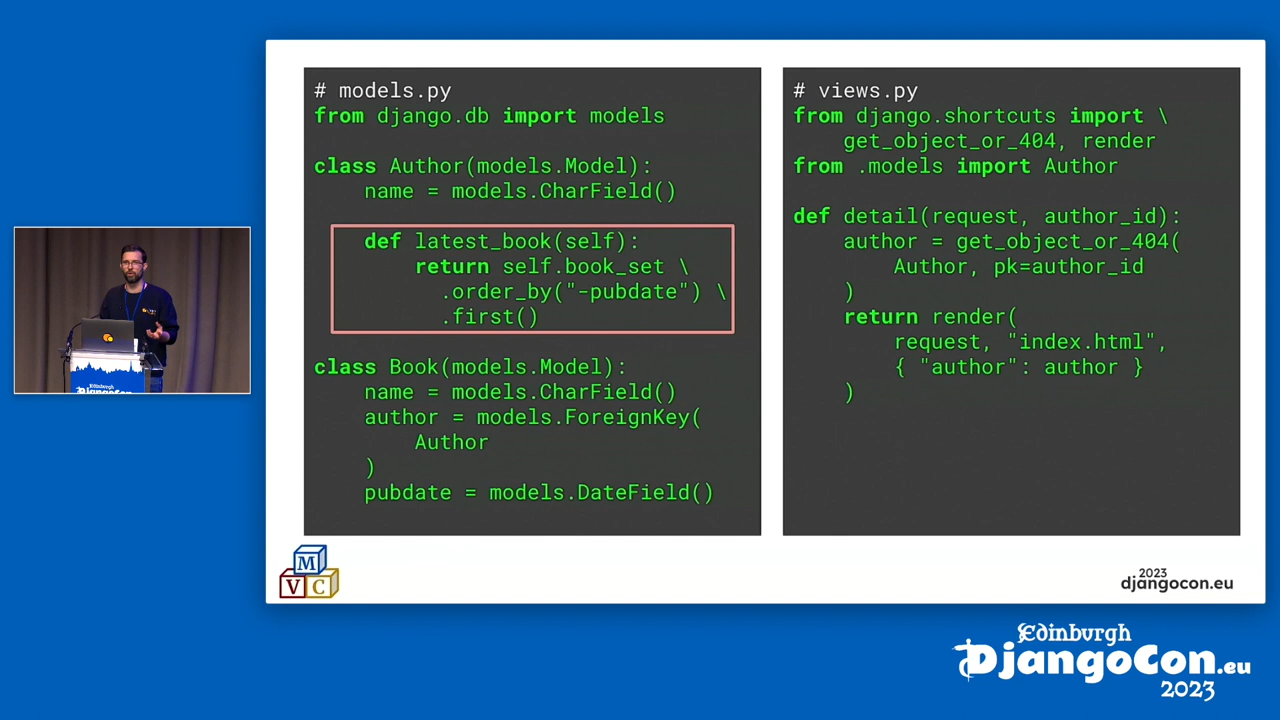 # models.py
from django.db import models
class Author(models.Model):
    name = models.CharField()
    def latest_book(self):
        return self.book_set \
          .order_by("-pubdate") \
          .first()
class Book(models.Model):
    name = models.CharField()
    author = models.ForeignKey(
        Author
    )
    pubdate = models.DateField()
# views.py
from django.shortcuts import \
    get_object_or_404, render
from .models import Author
def detail(request, author_id):
    author = get_object_or_404(
        Author, pk=author_id
    )
    return render(
        request, "index.html",
        { "author": author }
    )
M
V C
2023
djangocon.eu
Edinburgh
DjangoCon
Edinburgh
DjangoCon.eu
2023